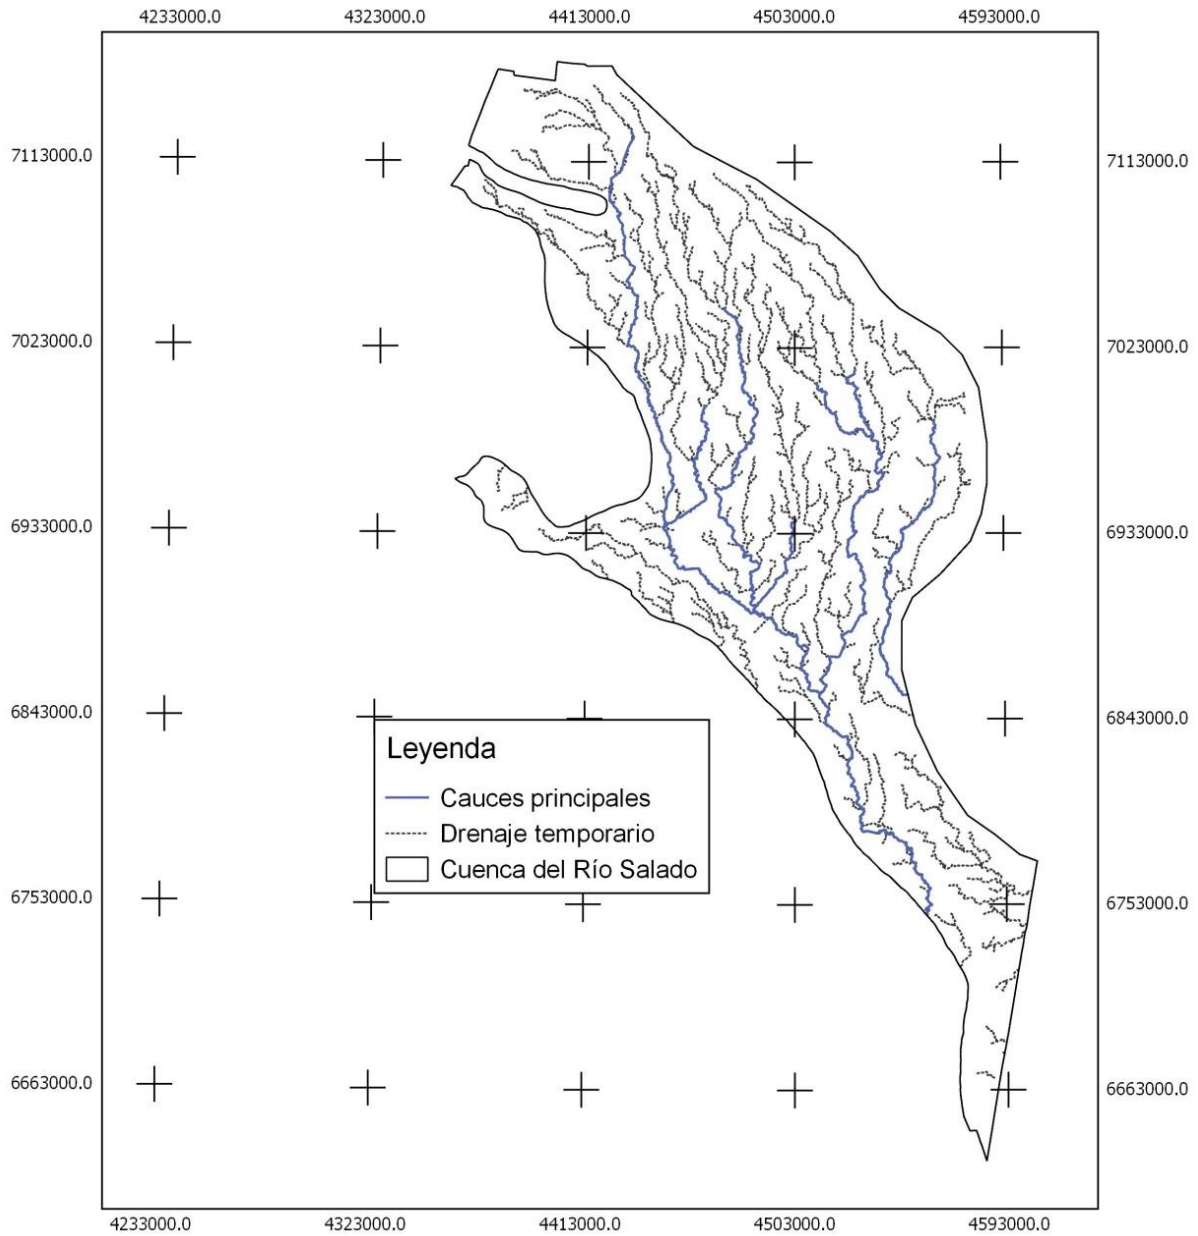 4233000.0 4323000.0 4413000.0 4503000.0 4593000.0
7113000.0 7113000.0
7023000.0 7023000.0
6933000.0 6933000.0
6843000.0 6843000.0
Leyenda
Cauces principales
Drenaje temporario
Cuenca del Río Salado
6753000.0 6753000.0
6663000.0 6663000.0
4233000.0 4323000.0 4413000.0 4503000.0 4593000.0